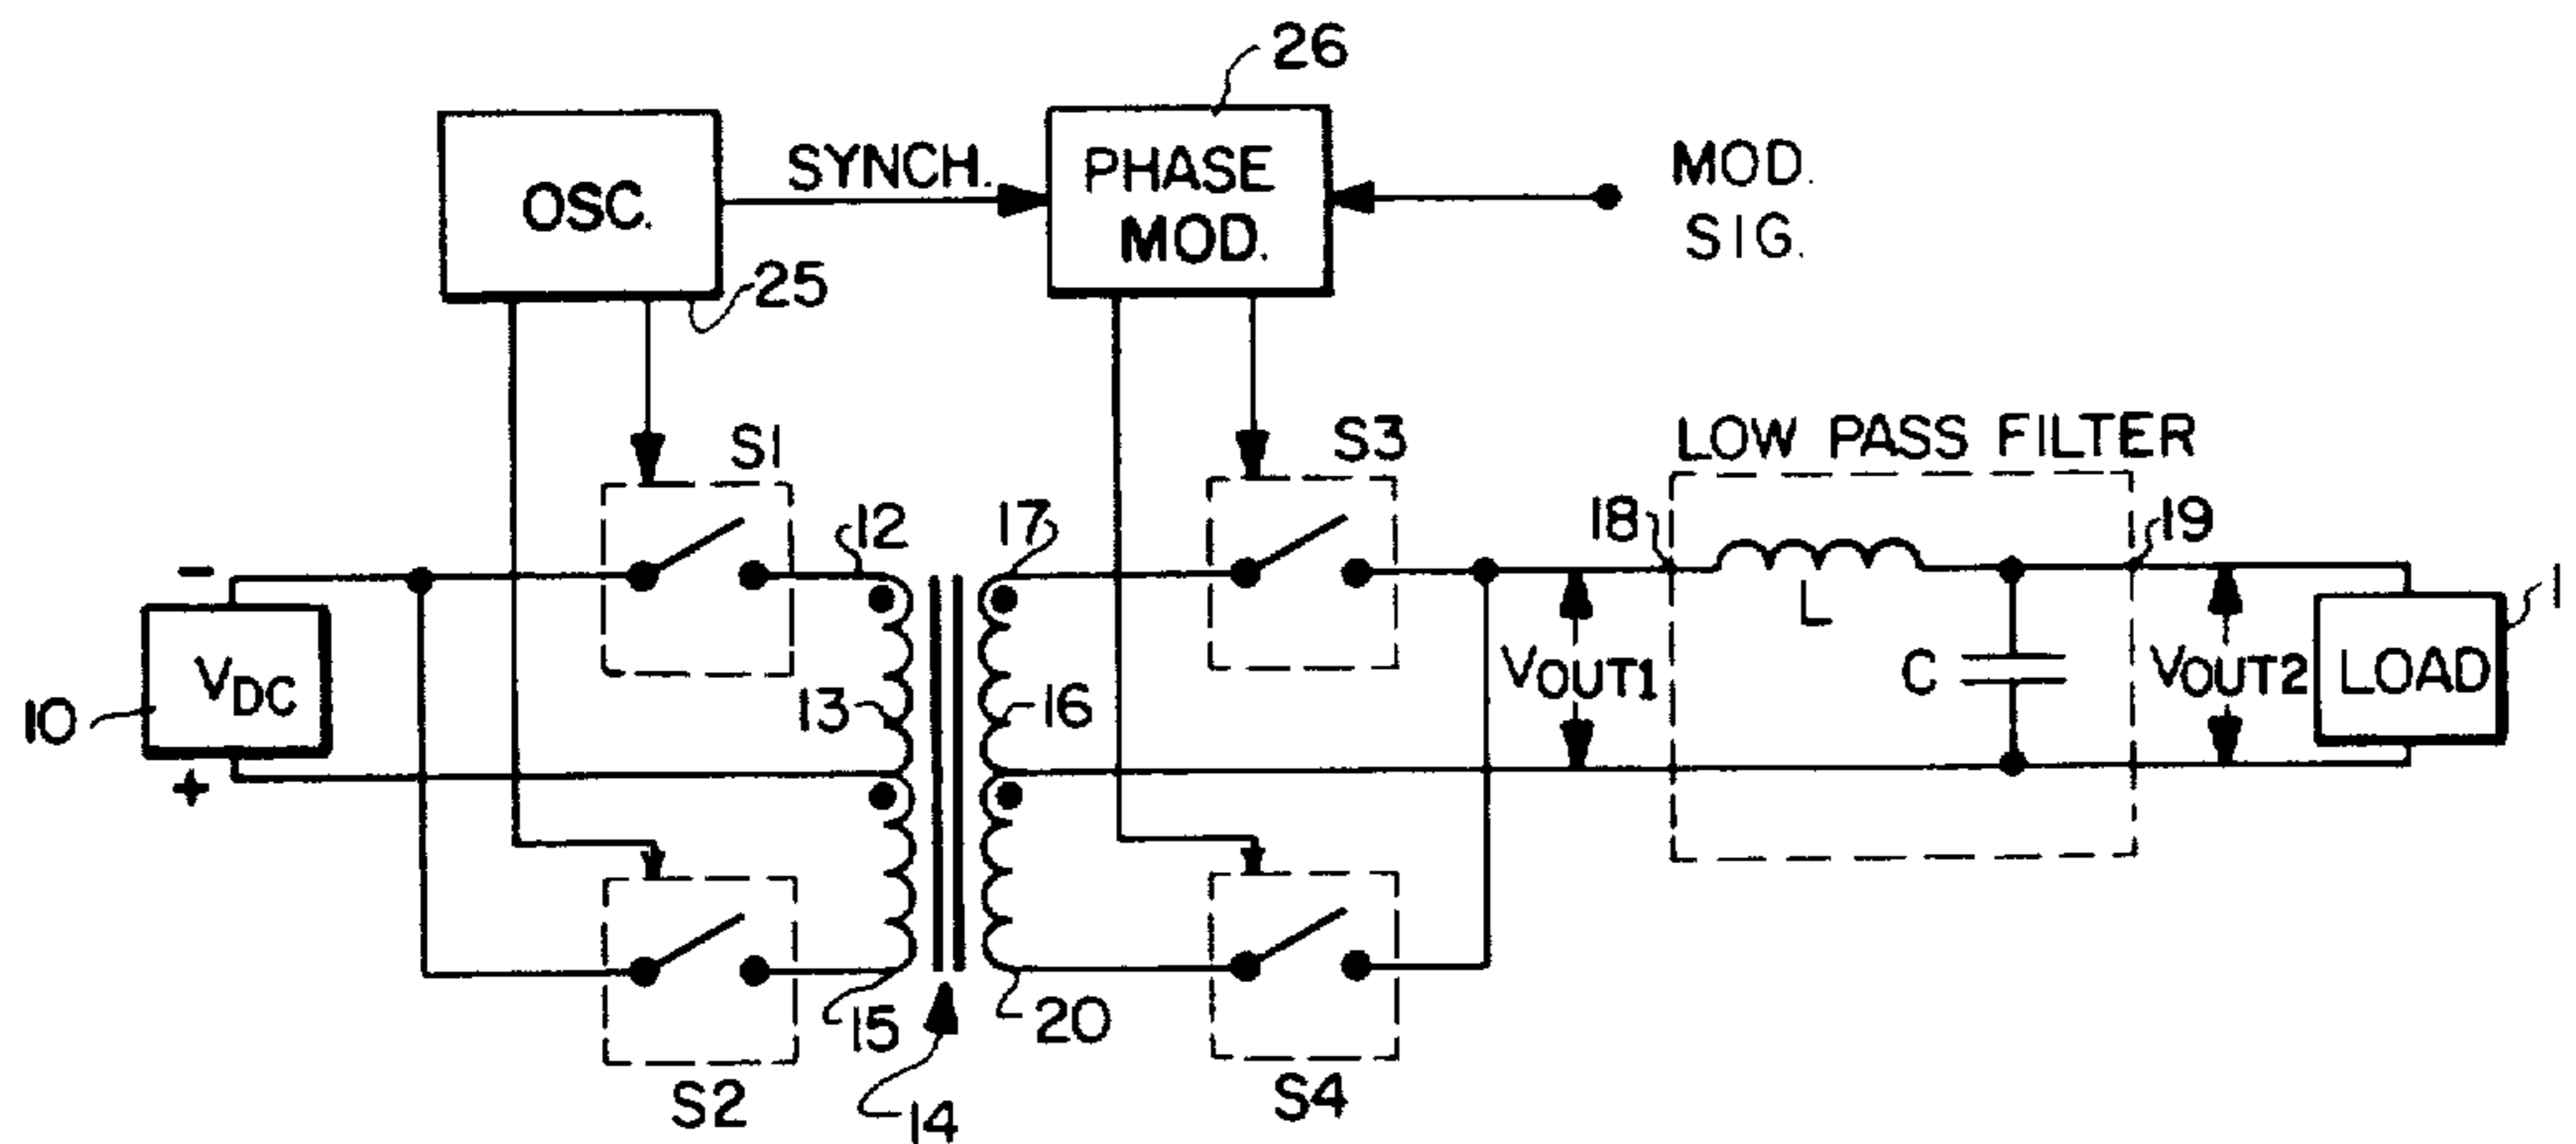 26
OSC.
SYNCH.
PHASE
MOD.
MOD.
SIG.
25
S1
S3
LOW PASS FILTER
12
17
18
19
1
-
VDC
10
+
13
16
VOUT1
L
C
VOUT2
LOAD
15
20
S2
14
S4